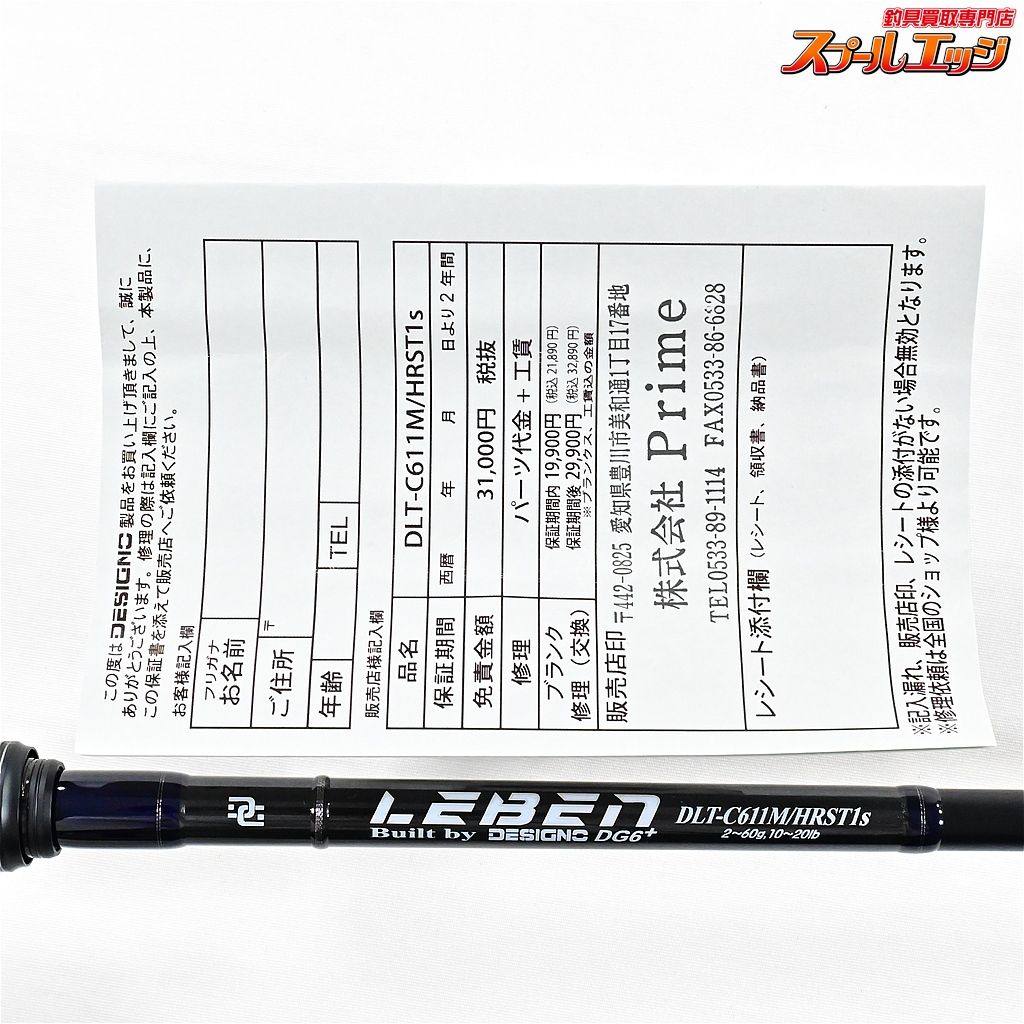 釣具買取専門店
スプールエッジ
この度は DESIGNO 製品をお買い上げ頂きまして、誠に
ありがとうございます。修理の際は記入欄にご記入の上、本製品に、
この保証書を添えて販売店へご依頼ください。
お客様記入欄
フリガナ
お名前
ご住所 〒
年齢 TEL
販売店様記入欄
品名 DLT-C611M/HRST1s
保証期間 西暦 年 月 日より2年間
免責金額 31,000円 税抜
修理 パーツ代金＋工賃
ブランク
修理（交換）
保証期間内 19,900円（税込 21,890円）
保証期間後 29,900円（税込 32,890円）
※ブランクス、工賃込の金額
販売店印
〒442-0825 愛知県豊川市美和通1丁目17番地
株式会社 Prime
TEL0533-89-1114 FAX0533-86-6828
レシート添付欄（レシート、領収書、納品書）
※記入漏れ、販売店印、レシートの添付がない場合無効となります。
※修理依頼は全国のショップ様より可能です。
LEBEN
Built by DESIGNO DG6+
DLT-C611M/HRST1s
2~60g,10~20lb